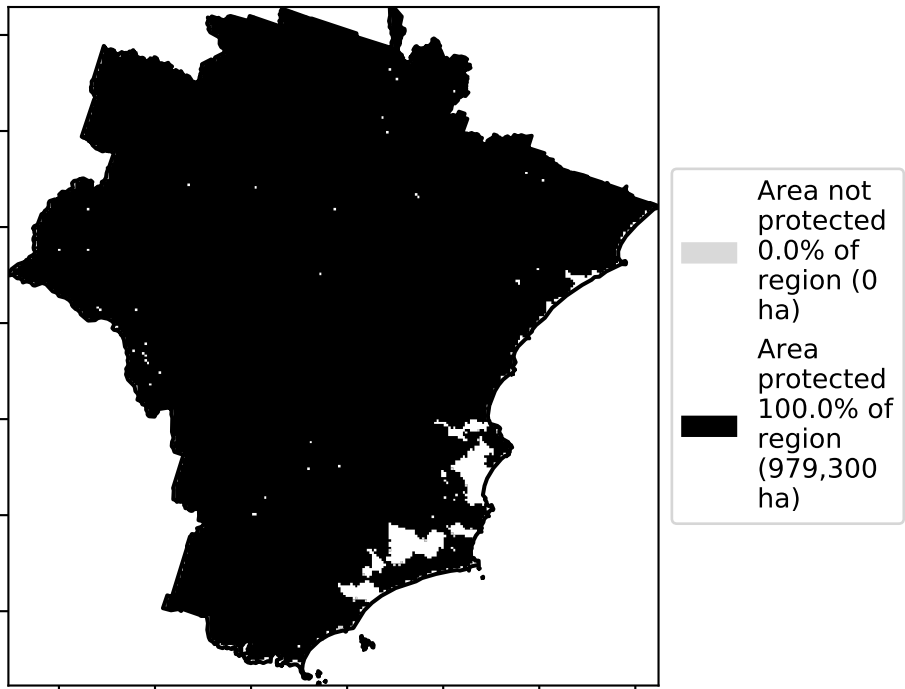 Area not
protected
0.0% of
region (0
ha)
Area
protected
100.0% of
region
(979,300
ha)